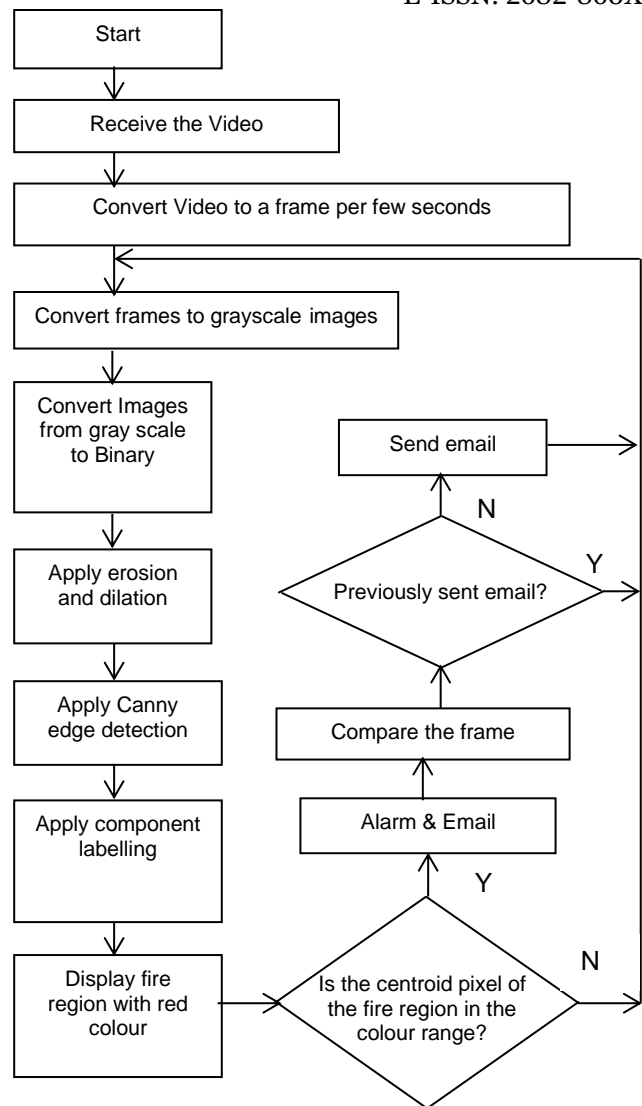 Start
Receive the Video
Convert Video to a frame per few seconds
Convert frames to grayscale images
Convert Images
from gray scale
to Binary
Apply erosion
and dilation
Apply Canny
edge detection
Apply component
labelling
Display fire
region with red
colour
Is the centroid pixel of
the fire region in the
colour range?
N
Y
Alarm & Email
Compare the frame
Previously sent email?
Y
N
Send email